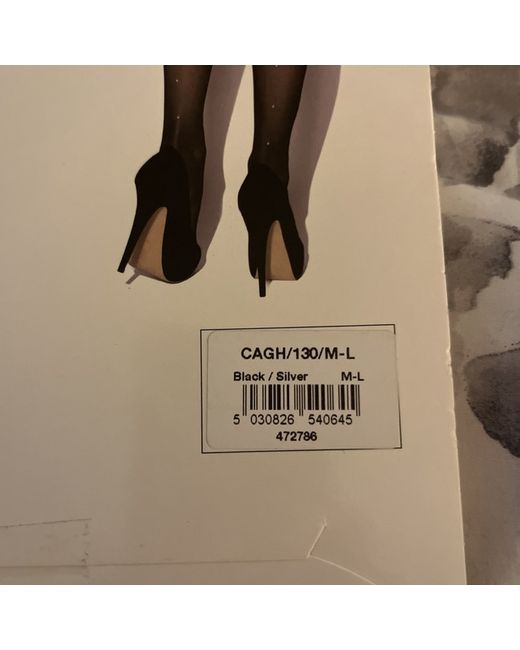 CAGH/130/M-L
Black / Silver M-L
5 030826 540645
472786